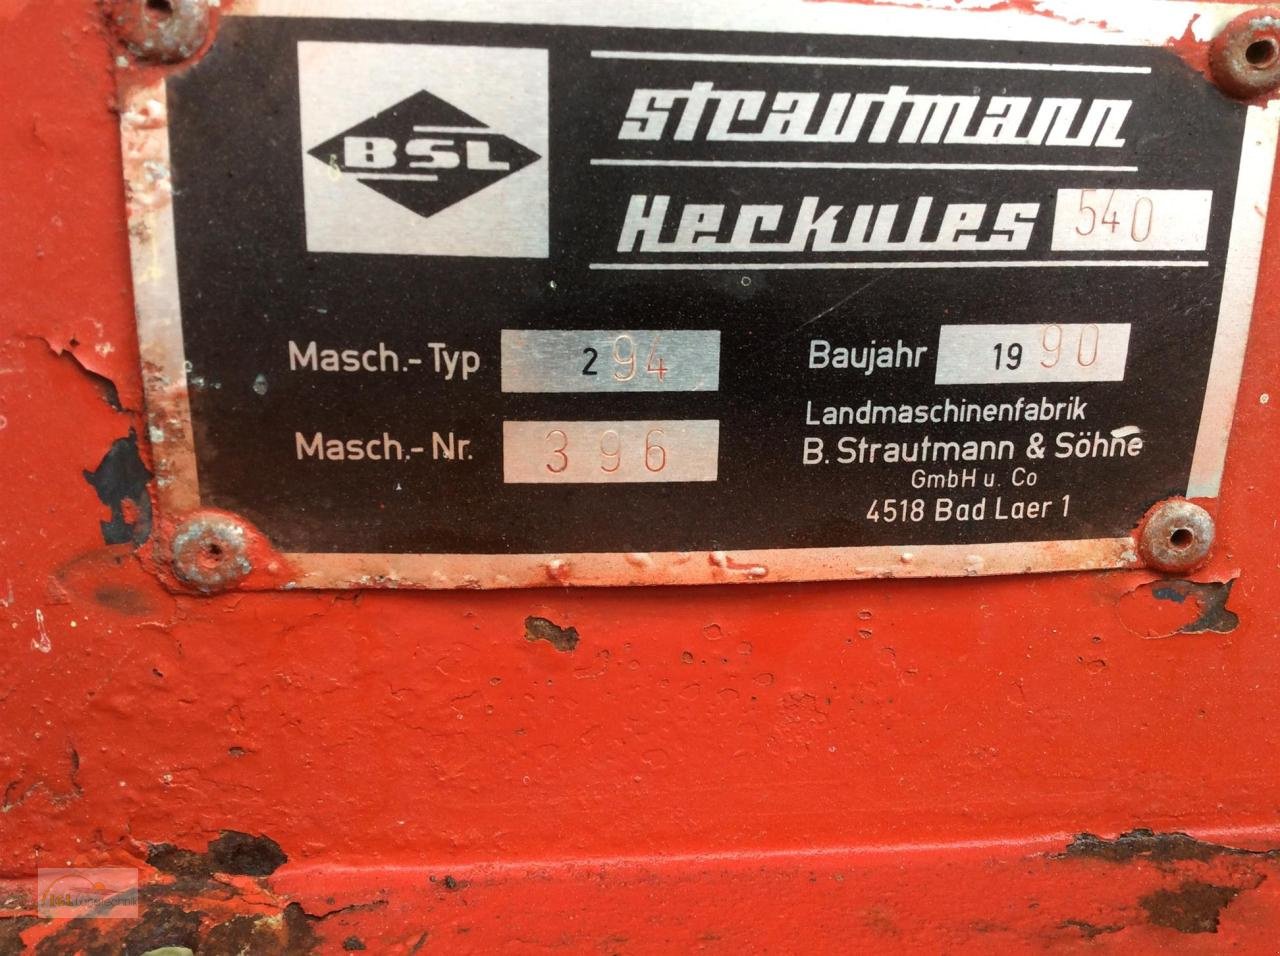 BSL
strautmann
Herkules 540
Masch.-Typ 294
Baujahr 1990
Masch.-Nr. 396
Landmaschinenfabrik
B. Strautmann & Söhne
GmbH u. Co
4518 Bad Laer 1